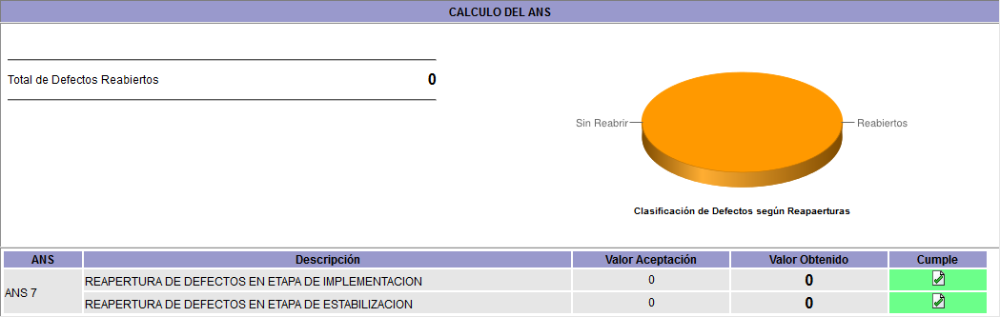 CALCULO DEL ANS
Total de Defectos Reabiertos 0
Sin Reabrir Reabiertos
Clasificación de Defectos según Reapaerturas
ANS Descripción Valor Aceptación Valor Obtenido Cumple
ANS 7
REAPERTURA DE DEFECTOS EN ETAPA DE IMPLEMENTACION 0 0
REAPERTURA DE DEFECTOS EN ETAPA DE ESTABILIZACION 0 0